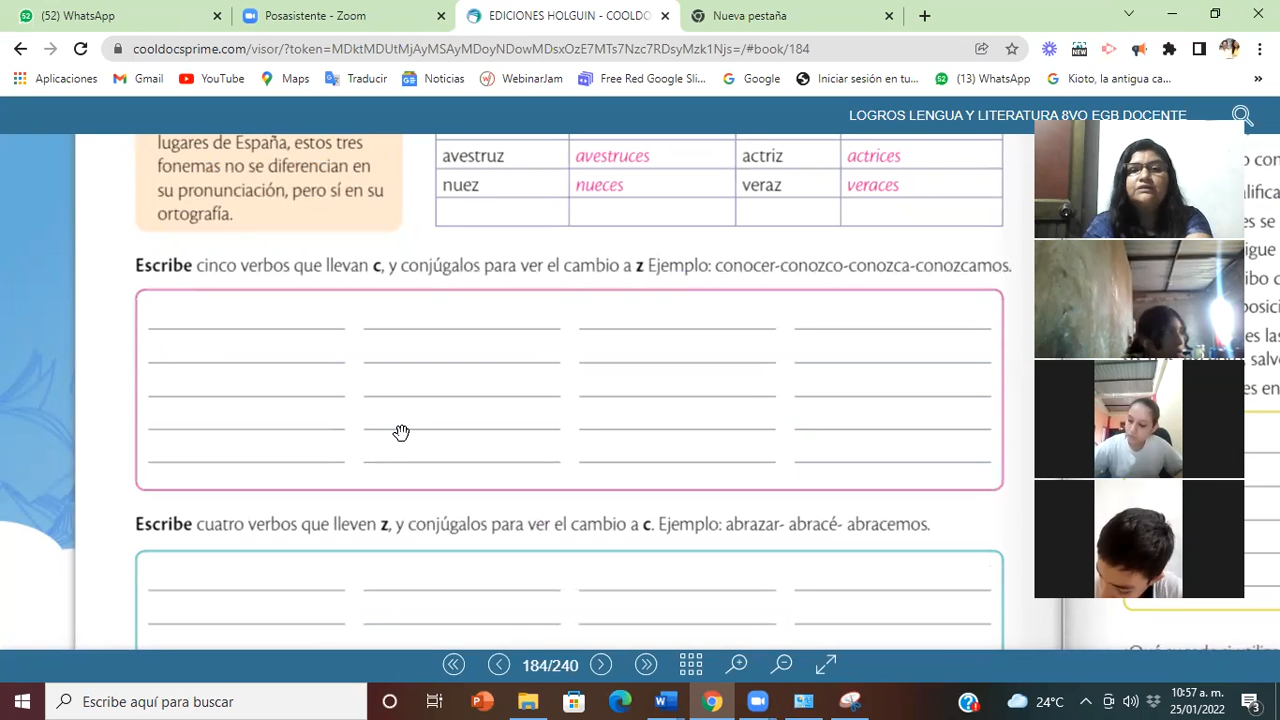 (52) WhatsApp
Posasistente - Zoom
EDICIONES HOLGUIN - COOLDO
Nueva pestaña
cooldocsprime.com/visor/?token=MDktMDUtMjAyMSAyMDoyNDowMDsxOzE7MTs7Nzc7RDsyMzk1Njs=/#book/184
Aplicaciones
Gmail
YouTube
Maps
Traducir
Noticias
WebinarJam
Free Red Google Sli...
Google
Iniciar sesión en tu...
(13) WhatsApp
Kioto, la antigua ca...
LOGROS LENGUA Y LITERATURA 8VO EGB DOCENTE
lugares de España, estos tres
fonemas no se diferencian en
su pronunciación, pero sí en su
ortografía.
avestruz avestruces actriz actrices
nuez nueces veraz veraces
Escribe cinco verbos que llevan c, y conjúgalos para ver el cambio a z Ejemplo: conocer-conozco-conozca-conozcamos.
Escribe cuatro verbos que lleven z, y conjúgalos para ver el cambio a c. Ejemplo: abrazar- abracé- abracemos.
184/240
Escribe aquí para buscar
24°C
10:57 a. m.
25/01/2022
3